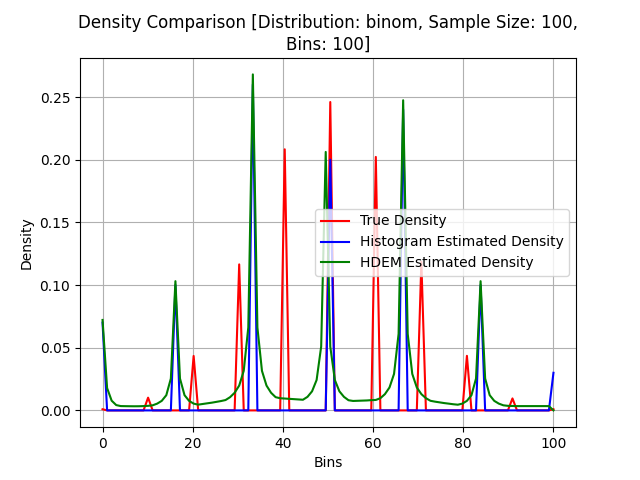 Density Comparison [Distribution: binom, Sample Size: 100,
Bins: 100]
Density
0.25
0.20
0.15
0.10
0.05
0.00
True Density
Histogram Estimated Density
HDEM Estimated Density
0 20 40 60 80 100
Bins